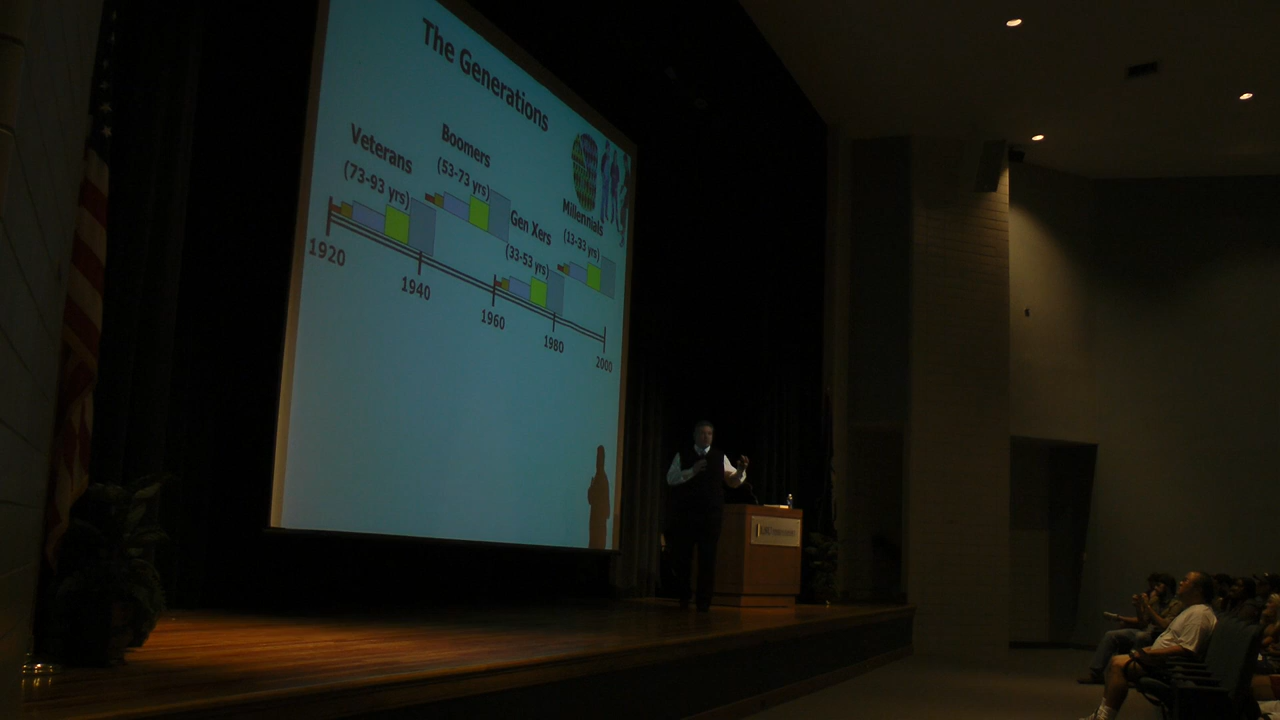 The Generations
Boomers
(53-73 yrs)
Veterans
(73-93 yrs)
Millennials
(13-33 yrs)
Gen Xers
(33-53 yrs)
1920
1940
1960
1980
2000